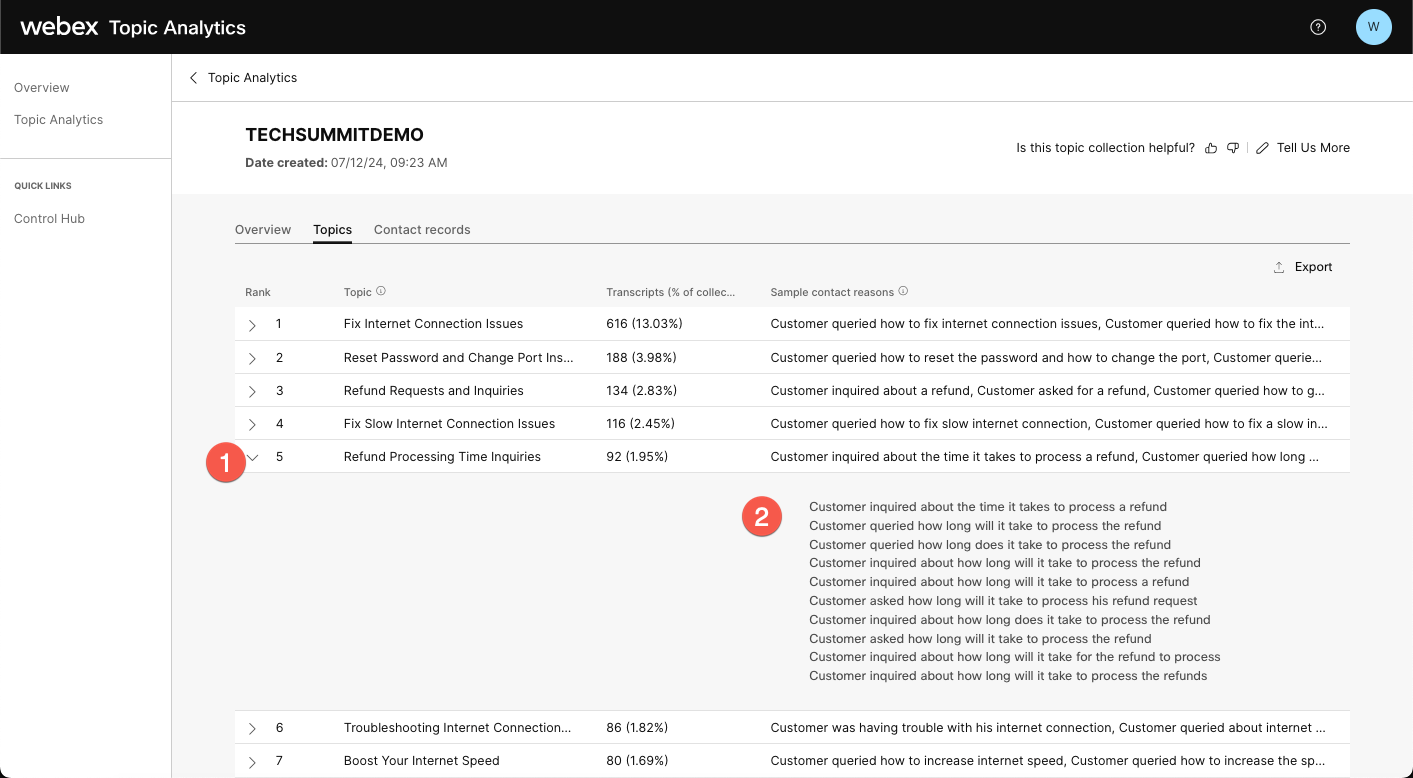 webex Topic Analytics
W
Overview
Topic Analytics
QUICK LINKS
Control Hub
Topic Analytics
TECHSUMMITDEMO
Date created: 07/12/24, 09:23 AM
Is this topic collection helpful? Tell Us More
Overview Topics Contact records
Export
Rank Topic Transcripts (% of collec... Sample contact reasons
1 Fix Internet Connection Issues 616 (13.03%) Customer queried how to fix internet connection issues, Customer queried how to fix the int...
2 Reset Password and Change Port Ins... 188 (3.98%) Customer queried how to reset the password and how to change the port, Customer querie...
3 Refund Requests and Inquiries 134 (2.83%) Customer inquired about a refund, Customer asked for a refund, Customer queried how to g...
4 Fix Slow Internet Connection Issues 116 (2.45%) Customer queried how to fix slow internet connection, Customer queried how to fix a slow in...
1 5 Refund Processing Time Inquiries 92 (1.95%) Customer inquired about the time it takes to process a refund, Customer queried how long ...
2
Customer inquired about the time it takes to process a refund
Customer queried how long will it take to process the refund
Customer queried how long does it take to process the refund
Customer inquired about how long will it take to process the refund
Customer inquired about how long will it take to process a refund
Customer asked how long will it take to process his refund request
Customer inquired about how long does it take to process the refund
Customer asked how long will it take to process the refund
Customer inquired about how long will it take for the refund to process
Customer inquired about how long will it take to process the refunds
6 Troubleshooting Internet Connection... 86 (1.82%) Customer was having trouble with his internet connection, Customer queried about internet ...
7 Boost Your Internet Speed 80 (1.69%) Customer queried how to increase internet speed, Customer queried how to increase the sp...